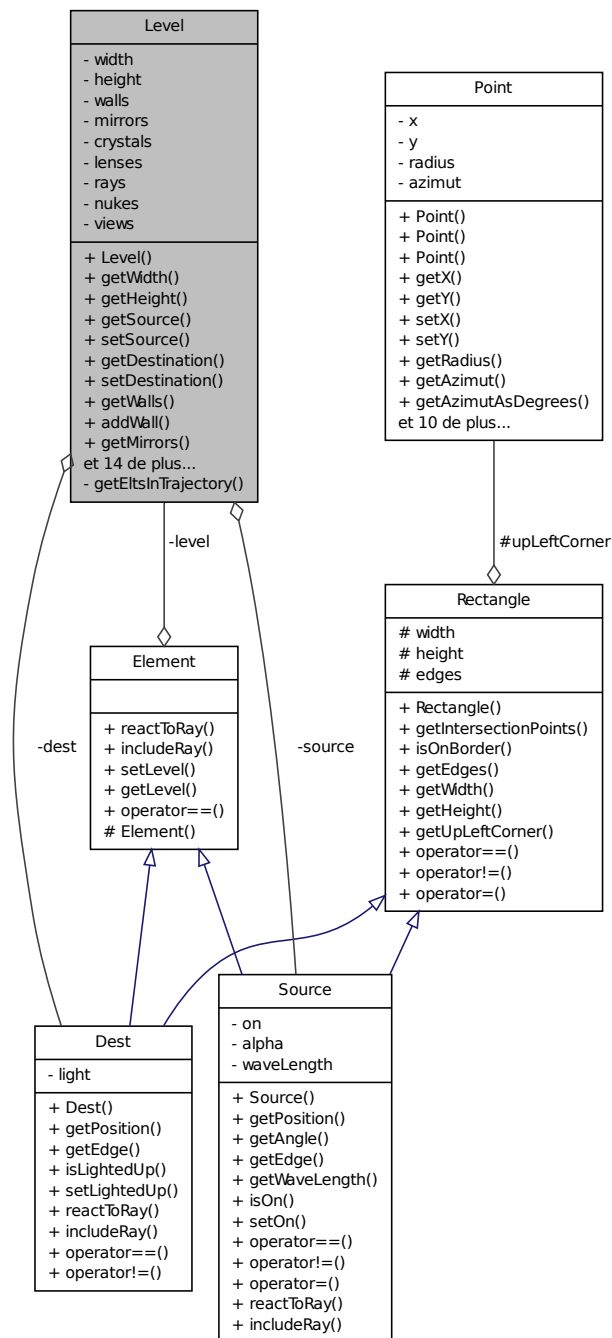 Level
- width
- height
- walls
- mirrors
- crystals
- lenses
- rays
- nukes
- views
+ Level()
+ getWidth()
+ getHeight()
+ getSource()
+ setSource()
+ getDestination()
+ setDestination()
+ getWalls()
+ addWall()
+ getMirrors()
et 14 de plus...
- getEltsInTrajectory()
Point
- x
- y
- radius
- azimut
+ Point()
+ Point()
+ Point()
+ getX()
+ getY()
+ setX()
+ setY()
+ getRadius()
+ getAzimut()
+ getAzimutAsDegrees()
et 10 de plus...
-level
#upLeftCorner
Element
+ reactToRay()
+ includeRay()
+ setLevel()
+ getLevel()
+ operator==()
# Element()
Rectangle
# width
# height
# edges
+ Rectangle()
+ getIntersectionPoints()
+ isOnBorder()
+ getEdges()
+ getWidth()
+ getHeight()
+ getUpLeftCorner()
+ operator==()
+ operator!=()
+ operator=()
-dest
-source
Dest
- light
+ Dest()
+ getPosition()
+ getEdge()
+ isLightedUp()
+ setLightedUp()
+ reactToRay()
+ includeRay()
+ operator==()
+ operator!=()
Source
- on
- alpha
- waveLength
+ Source()
+ getPosition()
+ getAngle()
+ getEdge()
+ getWaveLength()
+ isOn()
+ setOn()
+ operator==()
+ operator!=()
+ operator=()
+ reactToRay()
+ includeRay()